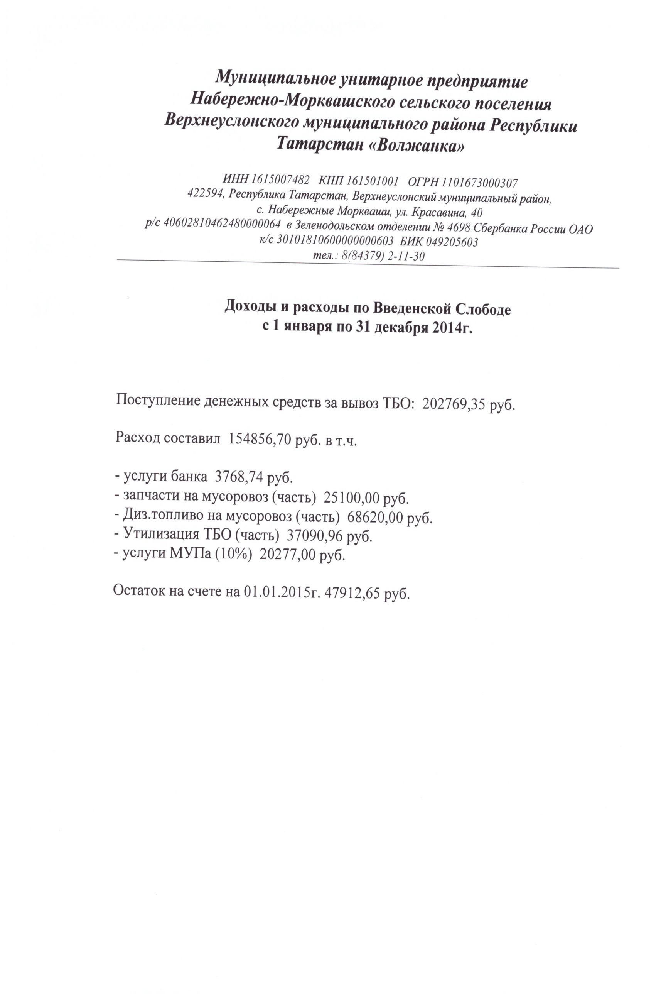 Муниципальное унитарное предприятие
Набережно-Морквашского сельского поселения
Верхнеуслонского муниципального района Республики
Татарстан «Волжанка»
ИНН 1615007482 КПП 161501001 ОГРН 1101673000307
422594, Республика Татарстан, Верхнеуслонский муниципальный район,
с. Набережные Моркваши, ул. Красавина, 40
р/с 40602810462480000064 в Зеленодольском отделении № 4698 Сбербанка России ОАО
к/с 30101810600000000603 БИК 049205603
тел.: 8(84379) 2-11-30
Доходы и расходы по Введенской Слободе
с 1 января по 31 декабря 2014г.
Поступление денежных средств за вывоз ТБО: 202769,35 руб.
Расход составил 154856,70 руб. в т.ч.
- услуги банка 3768,74 руб.
- запчасти на мусоровоз (часть) 25100,00 руб.
- Диз.топливо на мусоровоз (часть) 68620,00 руб.
- Утилизация ТБО (часть) 37090,96 руб.
- услуги МУПа (10%) 20277,00 руб.
Остаток на счете на 01.01.2015г. 47912,65 руб.